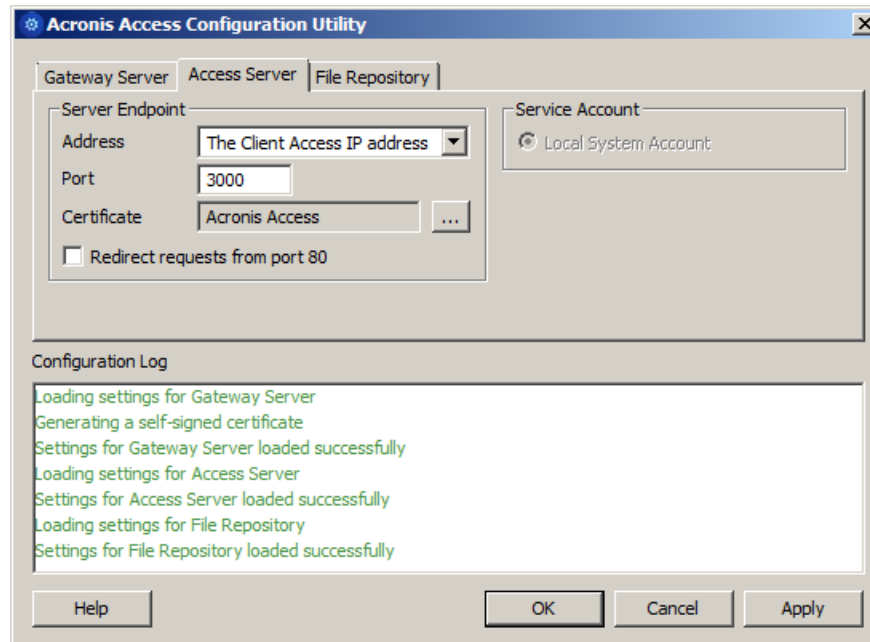 Acronis Access Configuration Utility
Gateway Server Access Server File Repository
Server Endpoint
Address The Client Access IP address
Port 3000
Certificate Acronis Access ...
Redirect requests from port 80
Service Account
Local System Account
Configuration Log
Loading settings for Gateway Server
Generating a self-signed certificate
Settings for Gateway Server loaded successfully
Loading settings for Access Server
Settings for Access Server loaded successfully
Loading settings for File Repository
Settings for File Repository loaded successfully
Help OK Cancel Apply